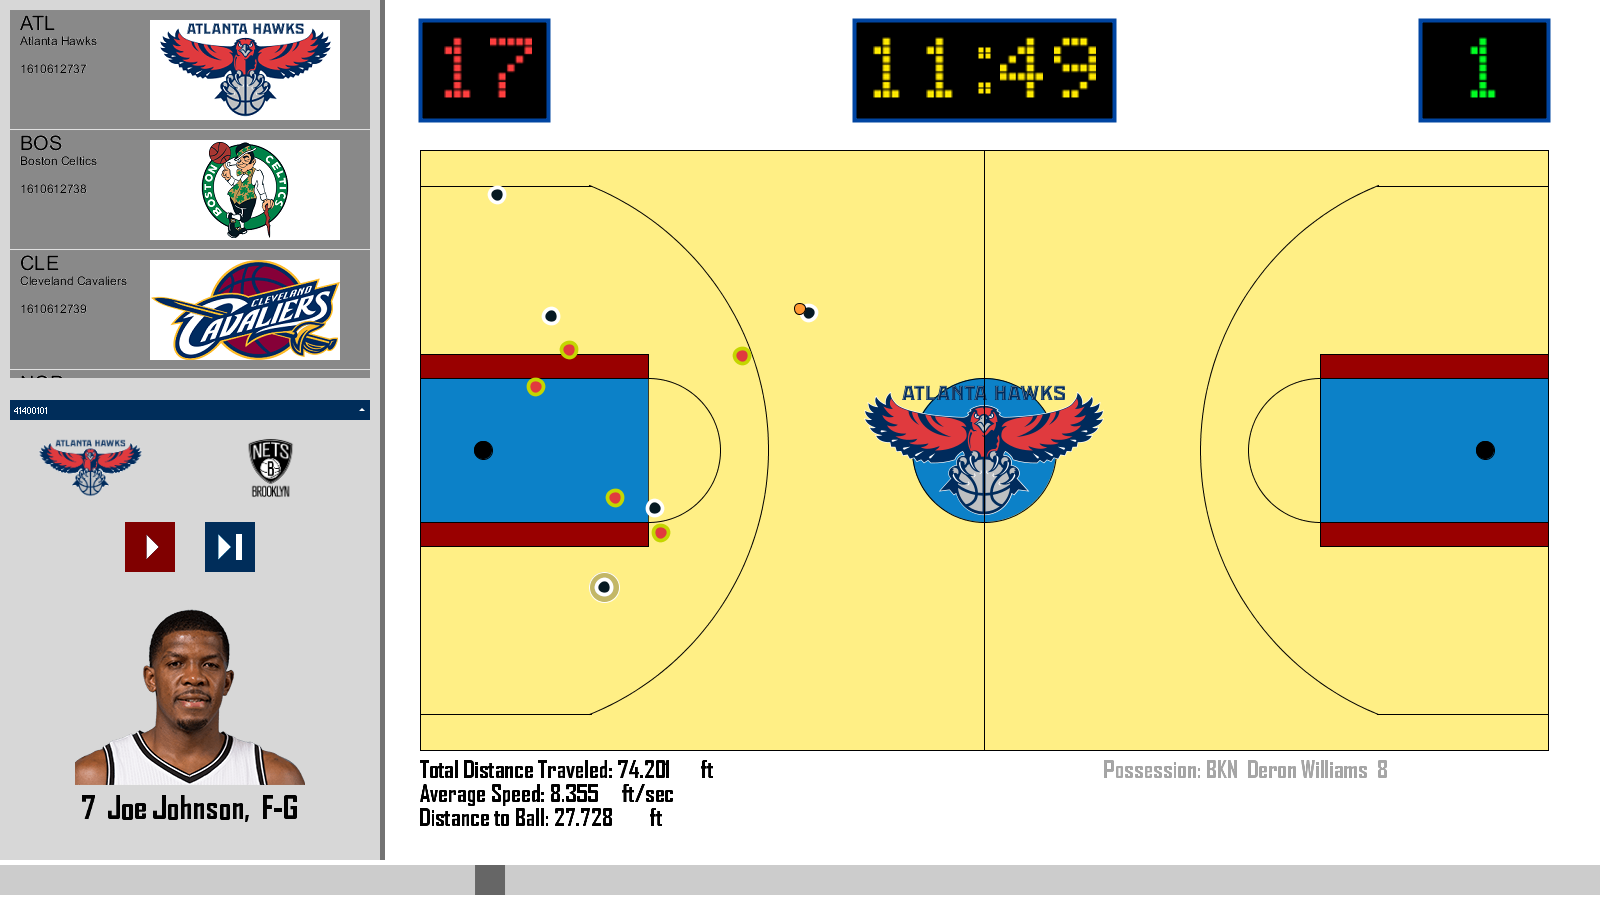 ATL
Atlanta Hawks
1610612737
ATLANTA HAWKS
BOS
Boston Celtics
1610612738
BOSTON CELTICS
CLE
Cleveland Cavaliers
1610612739
CLEVELAND
CAVALIERS
41400101
ATLANTA HAWKS
NETS
B
BROOKLYN
7 Joe Johnson, F-G
17
11:49
1
ATLANTA HAWKS
Total Distance Traveled: 74.201 ft
Average Speed: 8.355 ft/sec
Distance to Ball: 27.728 ft
Possession: BKN Deron Williams 8